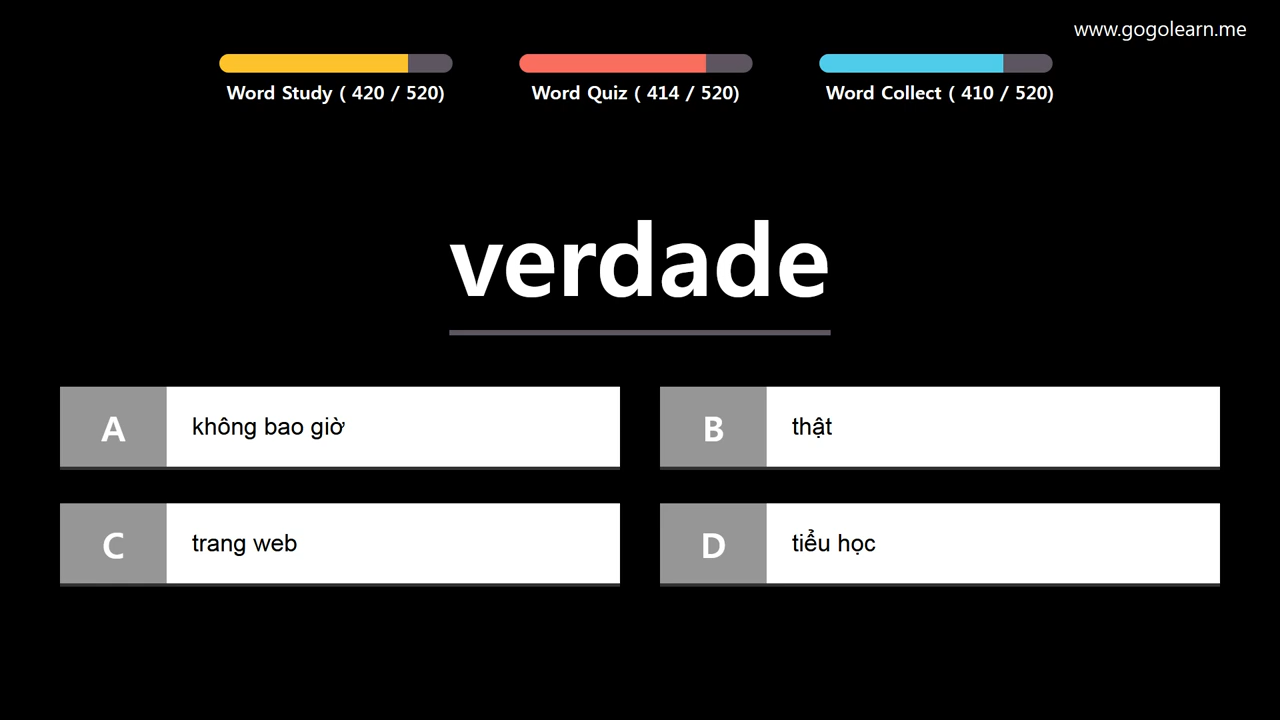 www.gogolearn.me
Word Study ( 420 / 520)
Word Quiz ( 414 / 520)
Word Collect ( 410 / 520)
verdade
A
không bao giờ
B
thật
C
trang web
D
tiểu học